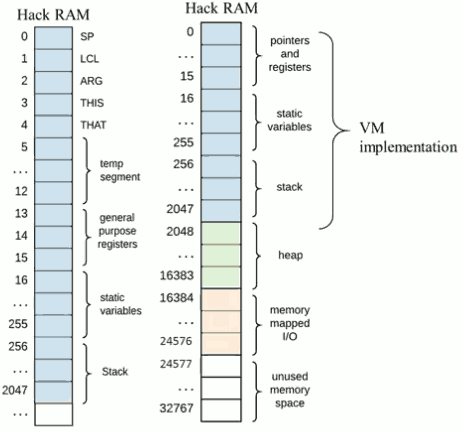 Hack RAM
0 SP
1 LCL
2 ARG
3 THIS
4 THAT
5
...
12
temp
segment
13
14
15
general
purpose
registers
16
...
255
static
variables
256
...
2047
Stack
...
Hack RAM
0
...
15
pointers
and
registers
16
...
255
static
variables
256
...
2047
stack
VM
implementation
2048
...
16383
heap
16384
...
24576
memory
mapped
I/O
24577
...
32767
unused
memory
space